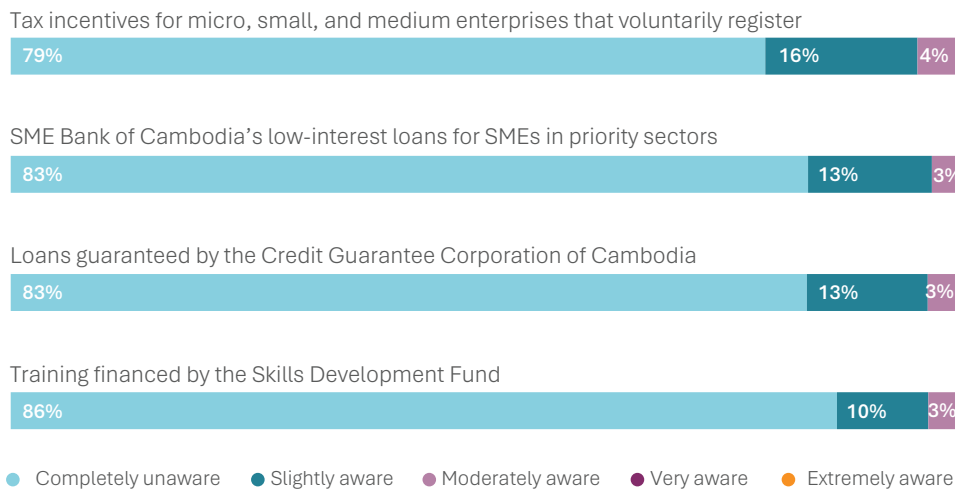 Tax incentives for micro, small, and medium enterprises that voluntarily register
79% 16% 4%
SME Bank of Cambodia's low-interest loans for SMEs in priority sectors
83% 13% 3%
Loans guaranteed by the Credit Guarantee Corporation of Cambodia
83% 13% 3%
Training financed by the Skills Development Fund
86% 10% 3%
Completely unaware Slightly aware Moderately aware Very aware Extremely aware